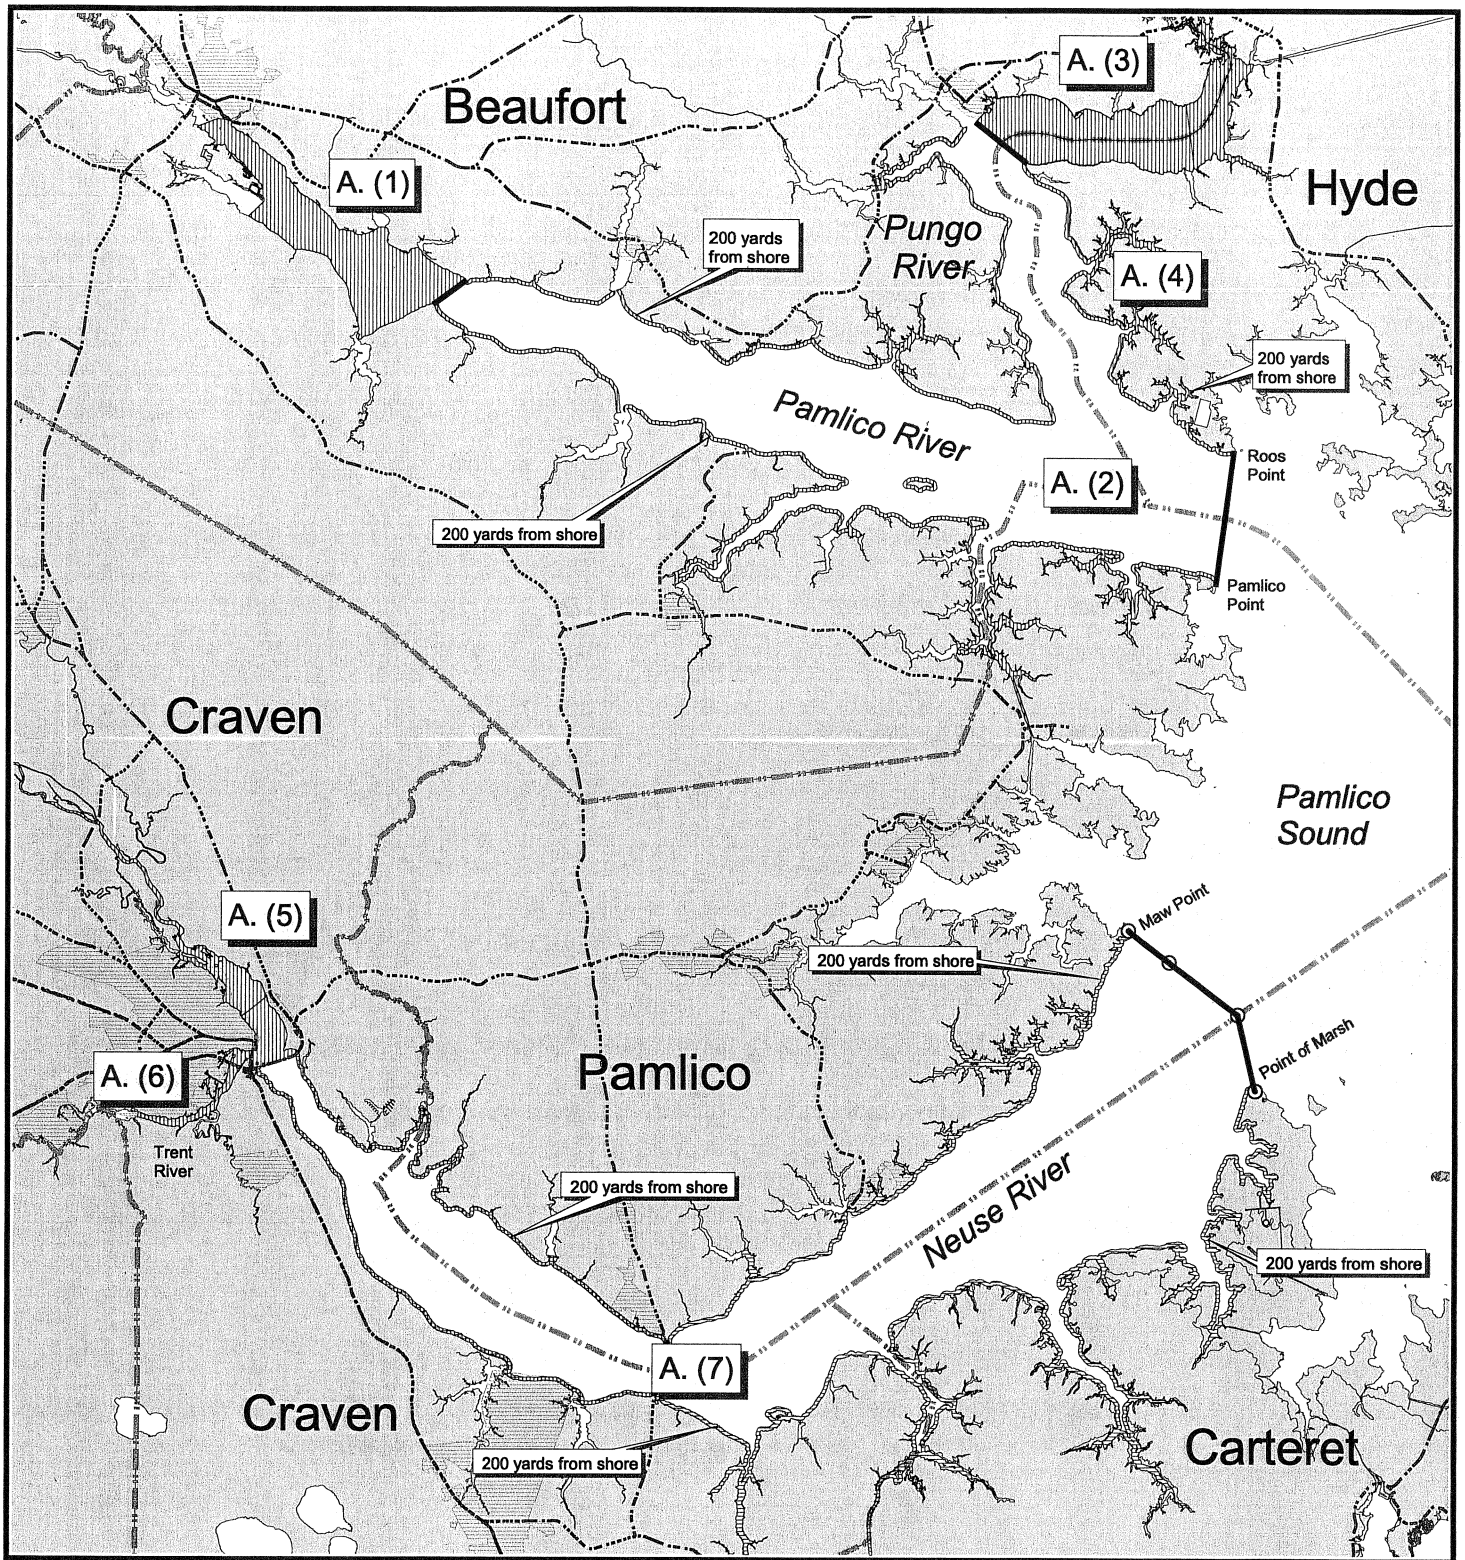 A. (3)
Beaufort
A. (1)
Hyde
200 yards
from shore
Pungo
River
A. (4)
200 yards
from shore
Pamlico River
Roos
Point
A. (2)
200 yards from shore
Pamlico
Point
Craven
Pamlico
Sound
A. (5)
Maw Point
200 yards from shore
Point of Marsh
Pamlico
A. (6)
Trent
River
200 yards from shore
Neuse River
200 yards from shore
A. (7)
Craven
Carteret
200 yards from shore